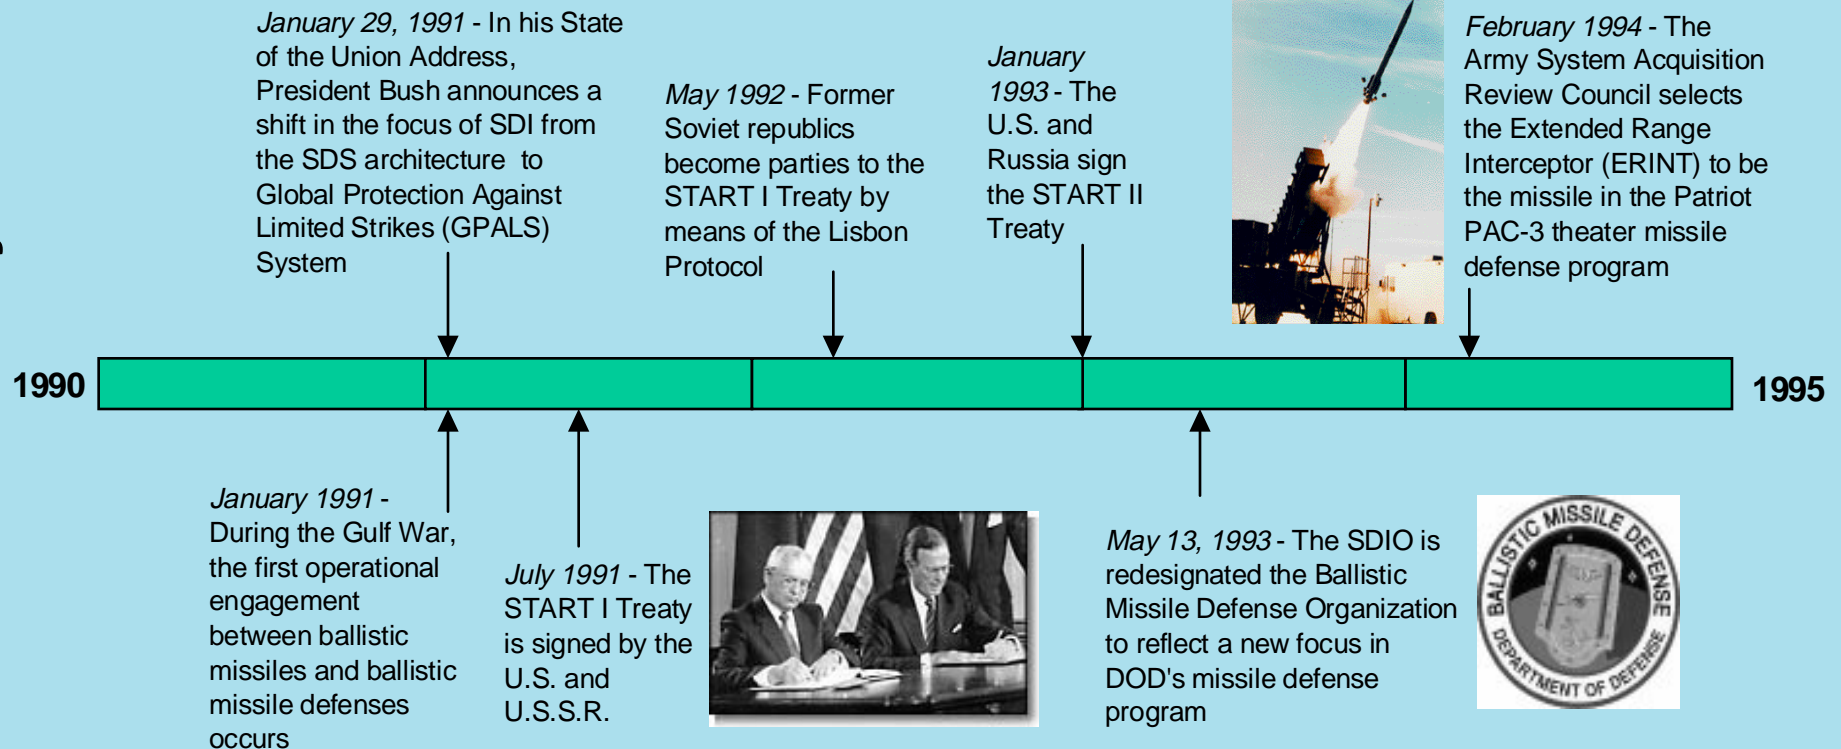 January 29, 1991 - In his State
of the Union Address,
President Bush announces a
shift in the focus of SDI from
the SDS architecture to
Global Protection Against
Limited Strikes (GPALS)
System
May 1992 - Former
Soviet republics
become parties to the
START I Treaty by
means of the Lisbon
Protocol
January
1993 - The
U.S. and
Russia sign
the START II
Treaty
February 1994 - The
Army System Acquisition
Review Council selects
the Extended Range
Interceptor (ERINT) to be
the missile in the Patriot
PAC-3 theater missile
defense program
1990
1995
January 1991 -
During the Gulf War,
the first operational
engagement
between ballistic
missiles and ballistic
missile defenses
occurs
July 1991 - The
START I Treaty
is signed by the
U.S. and
U.S.S.R.
May 13, 1993 - The SDIO is
redesignated the Ballistic
Missile Defense Organization
to reflect a new focus in
DOD's missile defense
program
BALLISTIC MISSILE DEFENSE
DEPARTMENT OF DEFENSE